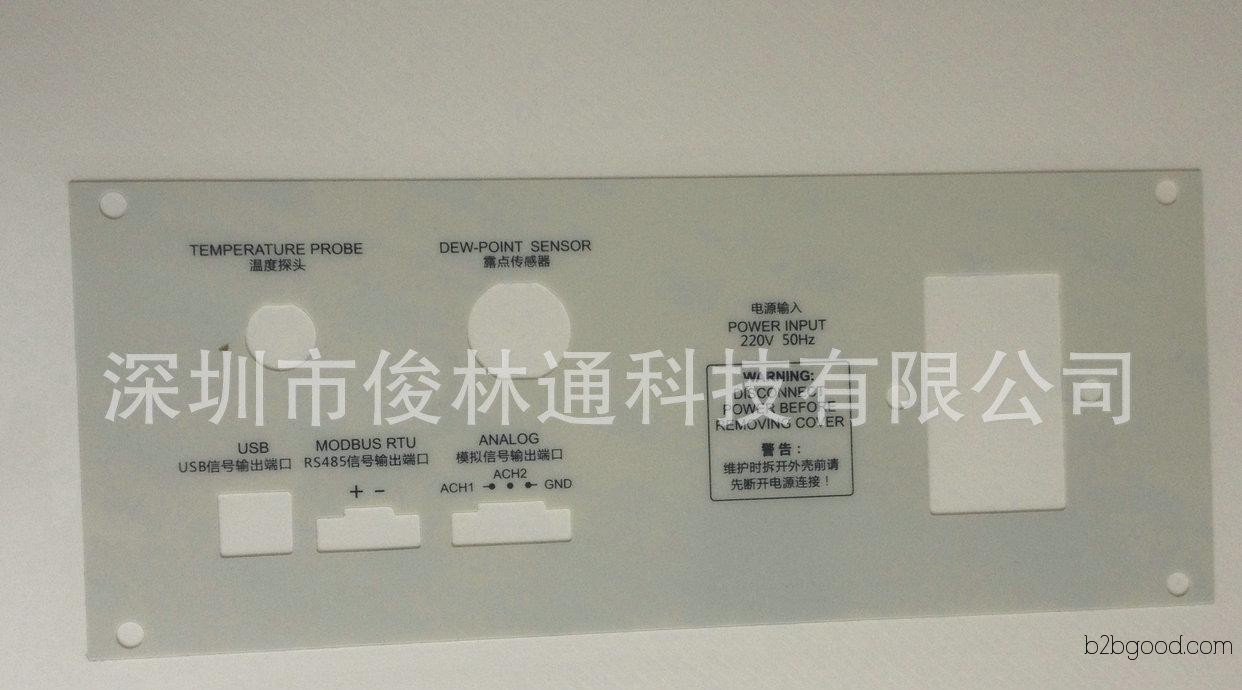 TEMPERATURE PROBE
温度探头
DEW-POINT SENSOR
露点传感器
电源输入
POWER INPUT
220V 50Hz
深圳市俊林通科技有限公司
WARNING:
DISCONNECT
POWER BEFORE
REMOVING COVER
警告:
维护时拆开外壳前请
先断开电源连接!
USB
USB信号输出端口
MODBUS RTU
RS485信号输出端口
+ -
ANALOG
模拟信号输出端口
ACH2
ACH1 GND
b2bgood.com